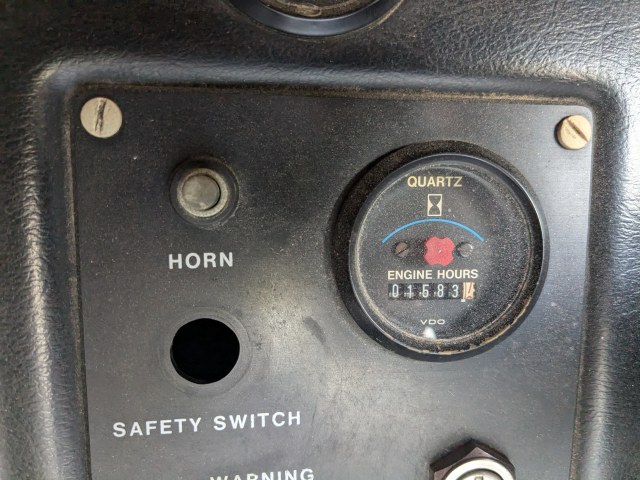 QUARTZ
HORN
ENGINE HOURS
01583
VDO
SAFETY SWITCH
WARNING